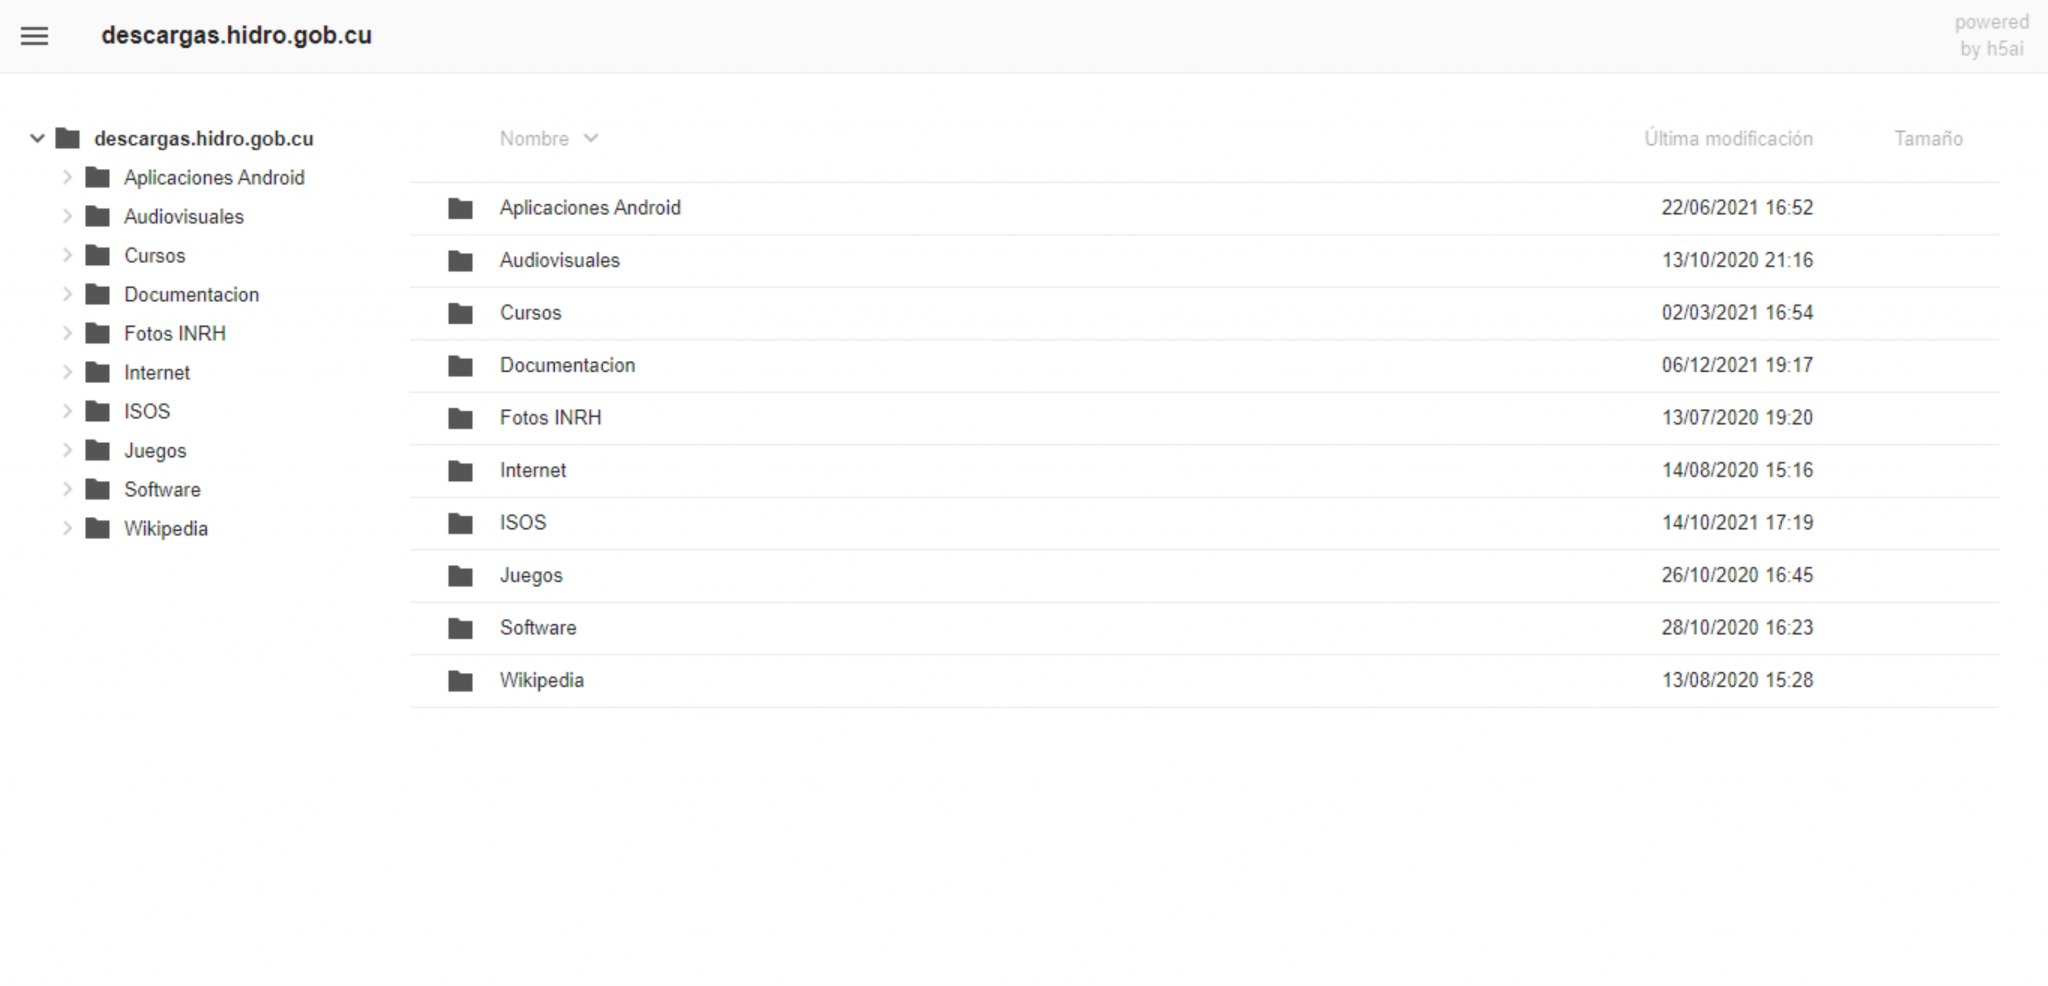 descargas.hidro.gob.cu
powered
by h5ai
descargas.hidro.gob.cu
Aplicaciones Android
Audiovisuales
Cursos
Documentacion
Fotos INRH
Internet
ISOS
Juegos
Software
Wikipedia
Nombre Última modificación Tamaño
Aplicaciones Android 22/06/2021 16:52
Audiovisuales 13/10/2020 21:16
Cursos 02/03/2021 16:54
Documentacion 06/12/2021 19:17
Fotos INRH 13/07/2020 19:20
Internet 14/08/2020 15:16
ISOS 14/10/2021 17:19
Juegos 26/10/2020 16:45
Software 28/10/2020 16:23
Wikipedia 13/08/2020 15:28